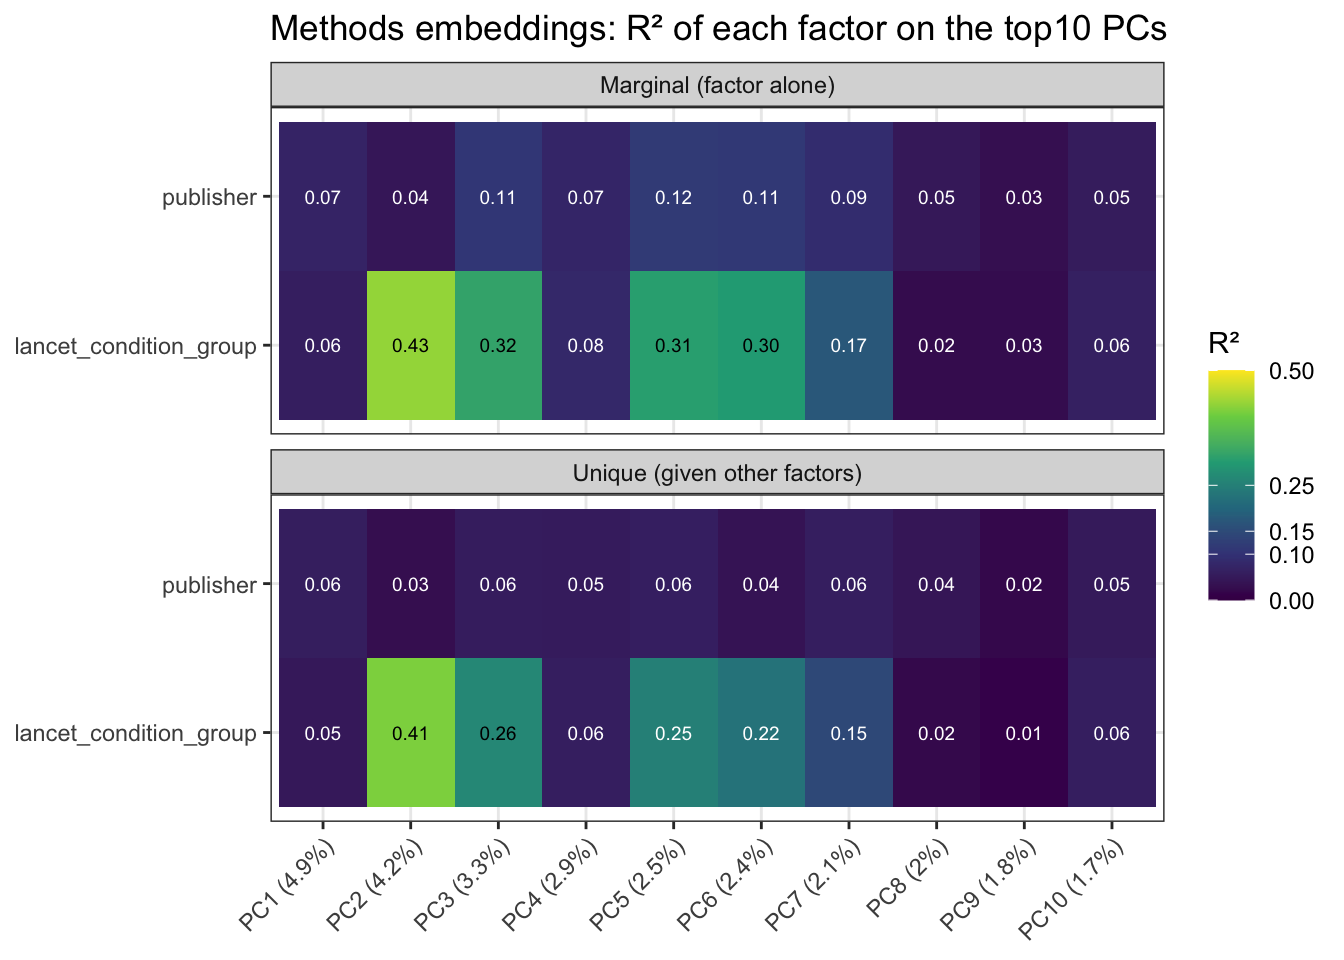 Methods embeddings: R² of each factor on the top10 PCs
Marginal (factor alone)
publisher
0.07 0.04 0.11 0.07 0.12 0.11 0.09 0.05 0.03 0.05
lancet_condition_group
0.06 0.43 0.32 0.08 0.31 0.30 0.17 0.02 0.03 0.06
Unique (given other factors)
publisher
0.06 0.03 0.06 0.05 0.06 0.04 0.06 0.04 0.02 0.05
lancet_condition_group
0.05 0.41 0.26 0.06 0.25 0.22 0.15 0.02 0.01 0.06
PC1 (4.9%)
PC2 (4.2%)
PC3 (3.3%)
PC4 (2.9%)
PC5 (2.5%)
PC6 (2.4%)
PC7 (2.1%)
PC8 (2%)
PC9 (1.8%)
PC10 (1.7%)
R²
0.50
0.25
0.15
0.10
0.00